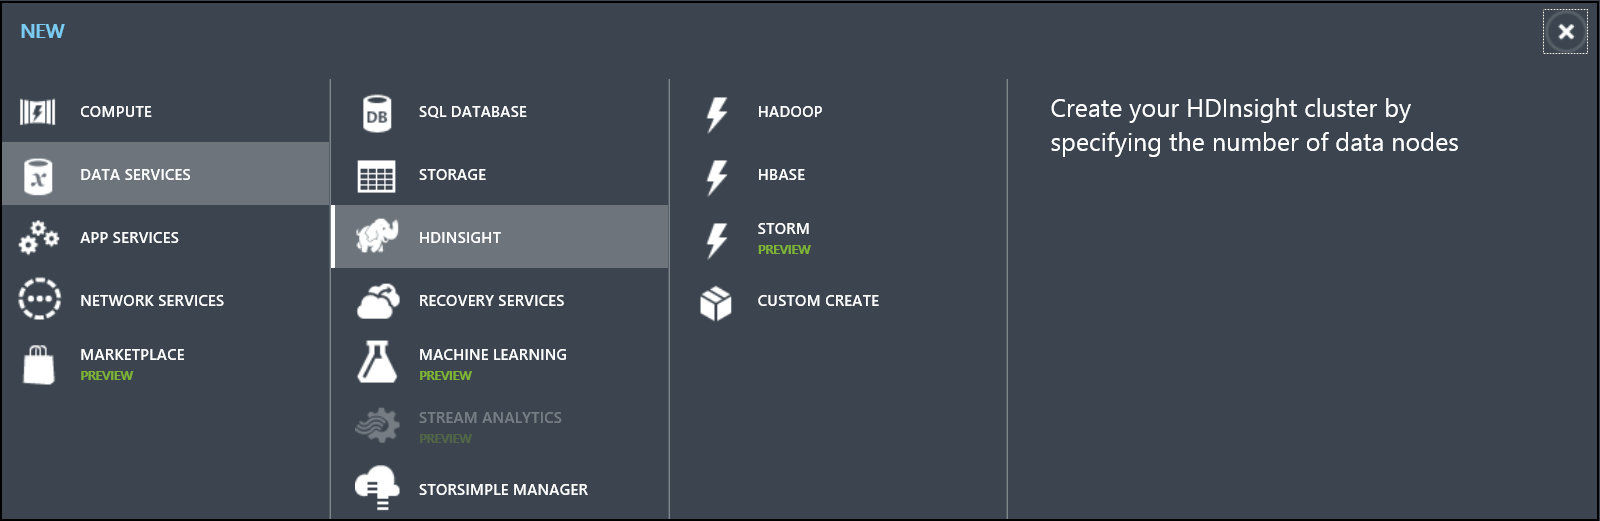 NEW
COMPUTE
DATA SERVICES
APP SERVICES
NETWORK SERVICES
MARKETPLACE
PREVIEW
DB
SQL DATABASE
STORAGE
HDINSIGHT
RECOVERY SERVICES
MACHINE LEARNING
PREVIEW
STREAM ANALYTICS
PREVIEW
STORSIMPLE MANAGER
HADOOP
HBASE
STORM
PREVIEW
CUSTOM CREATE
Create your HDInsight cluster by
specifying the number of data nodes